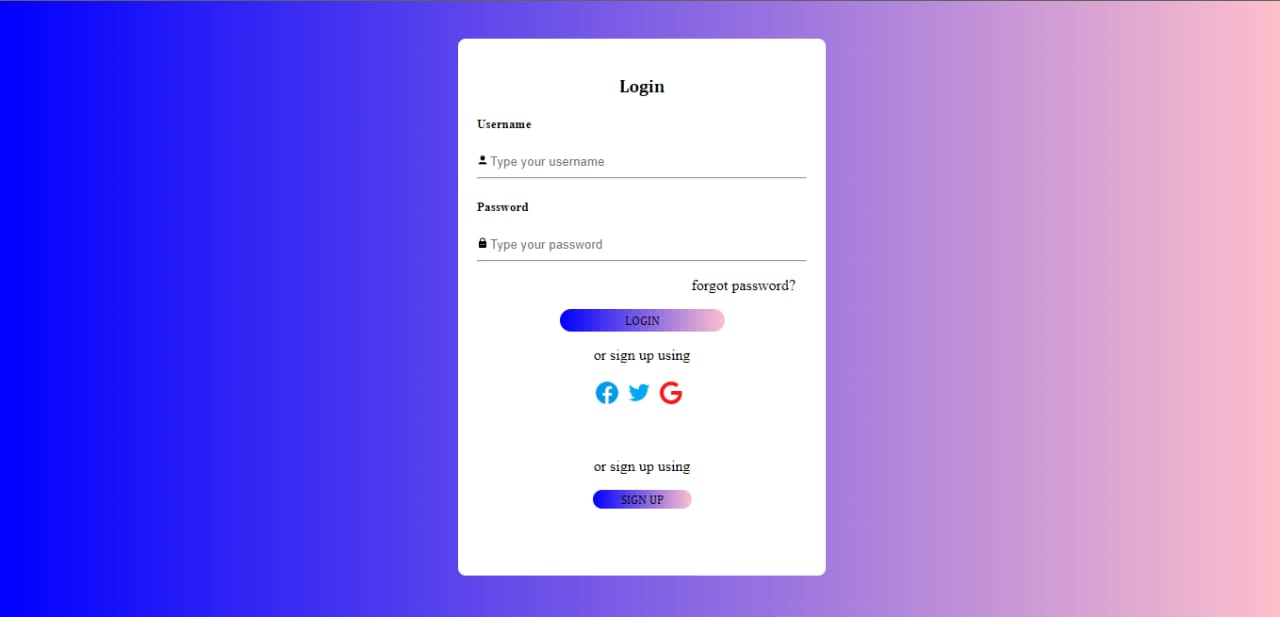 Login
Username
Type your username
Password
Type your password
forgot password?
LOGIN
or sign up using
or sign up using
SIGN UP